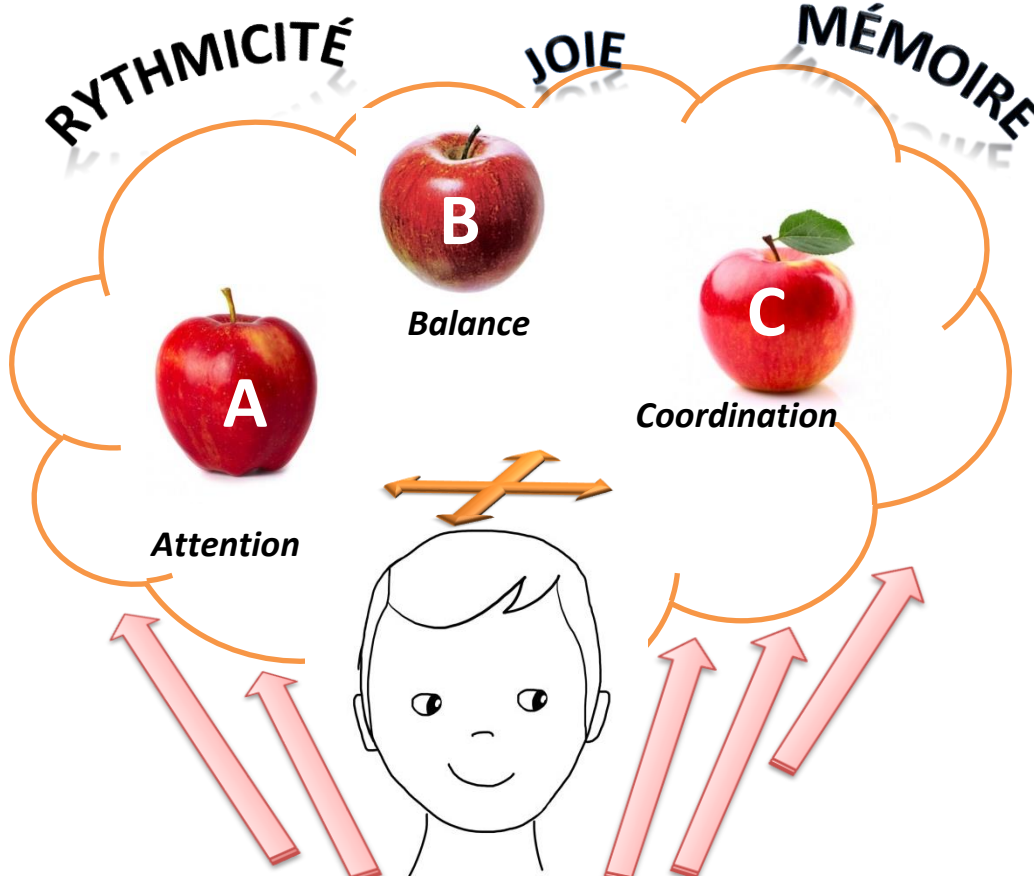 RYTHMICITÉ
JOIE
MÉMOIRE
B
Balance
C
Coordination
A
Attention